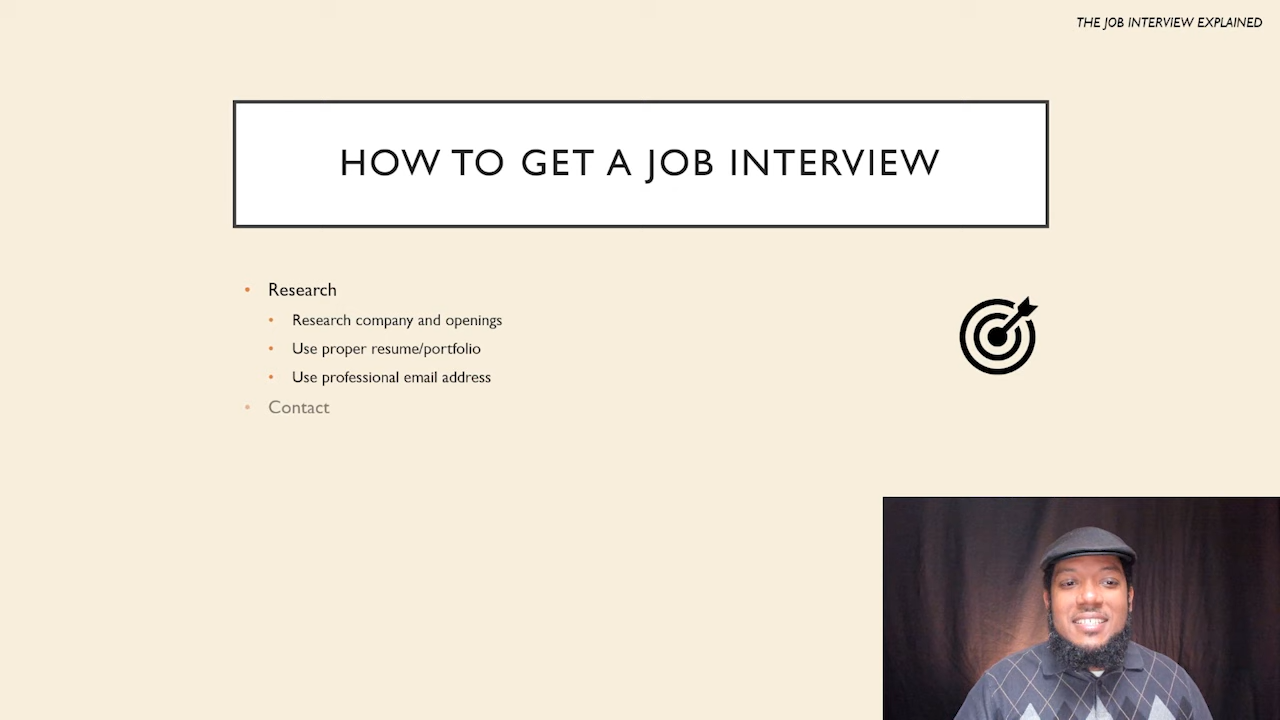 THE JOB INTERVIEW EXPLAINED
HOW TO GET A JOB INTERVIEW
• Research
• Research company and openings
• Use proper resume/portfolio
• Use professional email address
• Contact